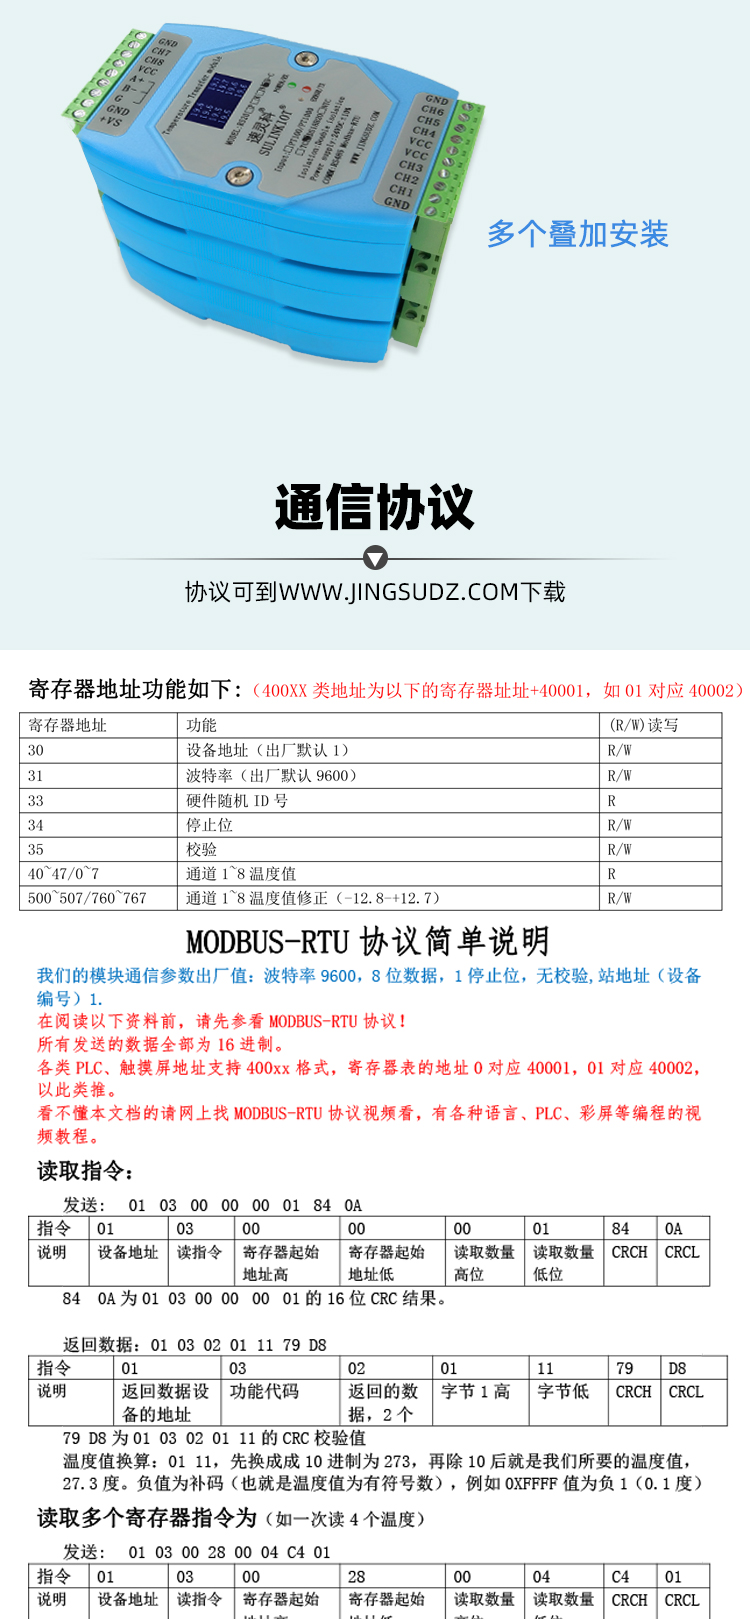 GND
CH7
CH8
VCC
A+
B-
G
GND
+VS
Temperature Transfer module
速灵科®
SULINKIOT®
Isolation:Double isolation
Power supply:24VDC±10%
COMM:RS485 Modbus-RTU
WWW.JINGSUDZ.COM
GND
CH6
CH5
CH4
VCC
VCC
CH3
CH2
CH1
GND
多个叠加安装
通信协议
协议可到WWW.JINGSUDZ.COM下载
寄存器地址功能如下:（400XX 类地址为以下的寄存器址址+40001，如 01 对应 40002）
寄存器地址 功能 (R/W)读写
30 设备地址（出厂默认 1） R/W
31 波特率（出厂默认 9600） R/W
33 硬件随机 ID 号 R
34 停止位 R/W
35 校验 R/W
40~47/0~7 通道 1~8 温度值 R
500~507/760~767 通道 1~8 温度值修正（-12.8-+12.7） R/W
MODBUS-RTU 协议简单说明
我们的模块通信参数出厂值：波特率 9600，8 位数据，1 停止位，无校验,站地址（设备
编号）1.
在阅读以下资料前，请先参看 MODBUS-RTU 协议！
所有发送的数据全部为 16 进制。
各类 PLC、触摸屏地址支持 400xx 格式，寄存器表的地址 0 对应 40001，01 对应 40002，
以此类推。
看不懂本文档的请网上找 MODBUS-RTU 协议视频看，有各种语言、PLC、彩屏等编程的视
频教程。
读取指令：
发送： 01 03 00 00 00 01 84 0A
指令 01 03 00 00 00 01 84 0A
说明 设备地址 读指令 寄存器起始 寄存器起始 读取数量 读取数量 CRCH CRCL
地址高 地址低 高位 低位
84 0A 为 01 03 00 00 00 01 的 16 位 CRC 结果。
返回数据：01 03 02 01 11 79 D8
指令 01 03 02 01 11 79 D8
说明 返回数据设 功能代码 返回的数 字节 1 高 字节低 CRCH CRCL
备的地址 据，2 个
79 D8 为 01 03 02 01 11 的 CRC 校验值
温度值换算：01 11，先换成成 10 进制为 273，再除 10 后就是我们所要的温度值，
27.3 度。负值为补码（也就是温度值为有符号数），例如 0XFFFF 值为负 1（0.1 度）
读取多个寄存器指令为（如一次读 4 个温度）
发送： 01 03 00 28 00 04 C4 01
指令 01 03 00 28 00 04 C4 01
说明 设备地址 读指令 寄存器起始 寄存器起始 读取数量 读取数量 CRCH CRCL